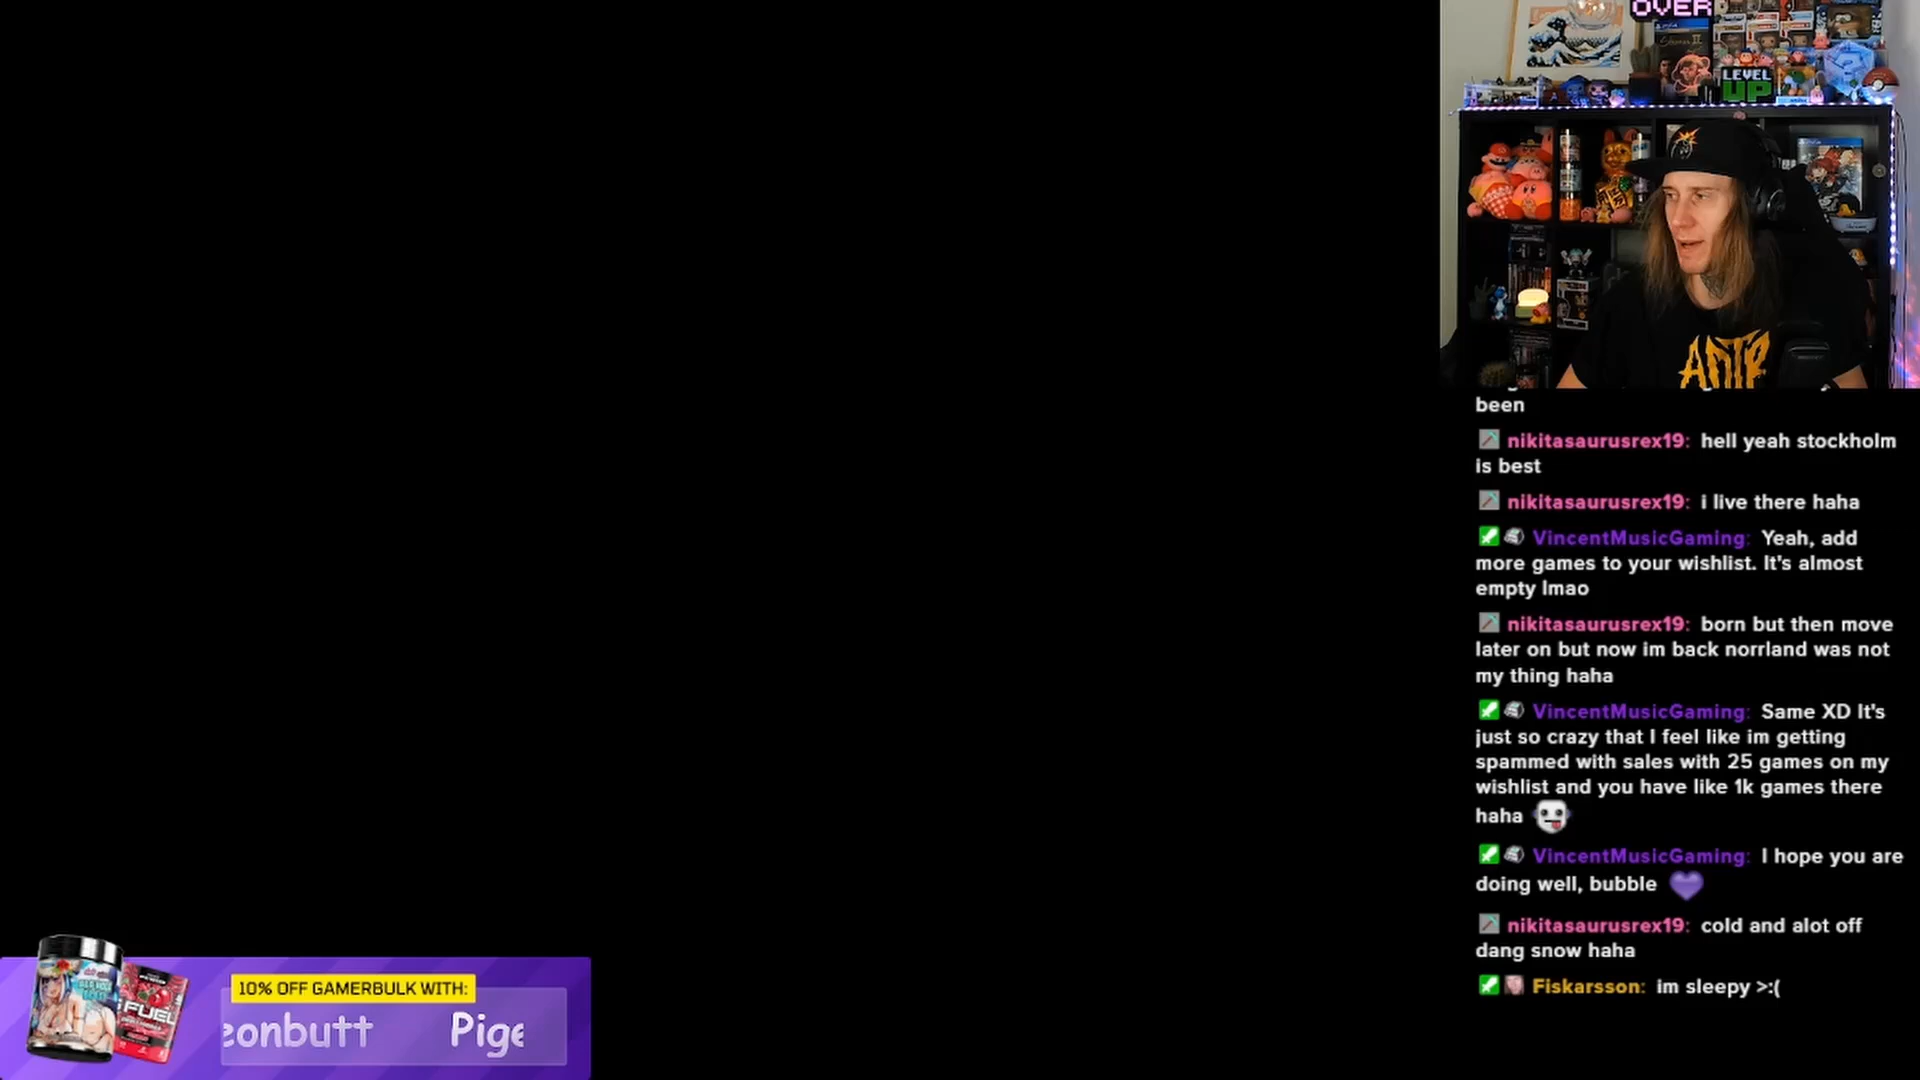 OVER
LEVEL
UP
been
nikitasaurusrex19: hell yeah stockholm
is best
nikitasaurusrex19: i live there haha
VincentMusicGaming: Yeah, add
more games to your wishlist. It's almost
empty lmao
nikitasaurusrex19: born but then move
later on but now im back norrland was not
my thing haha
VincentMusicGaming: Same XD It's
just so crazy that I feel like im getting
spammed with sales with 25 games on my
wishlist and you have like 1k games there
haha
VincentMusicGaming: I hope you are
doing well, bubble
nikitasaurusrex19: cold and alot off
dang snow haha
Fiskarsson: im sleepy >:(
10% OFF GAMERBULK WITH:
eonbutt Pige
FUEL